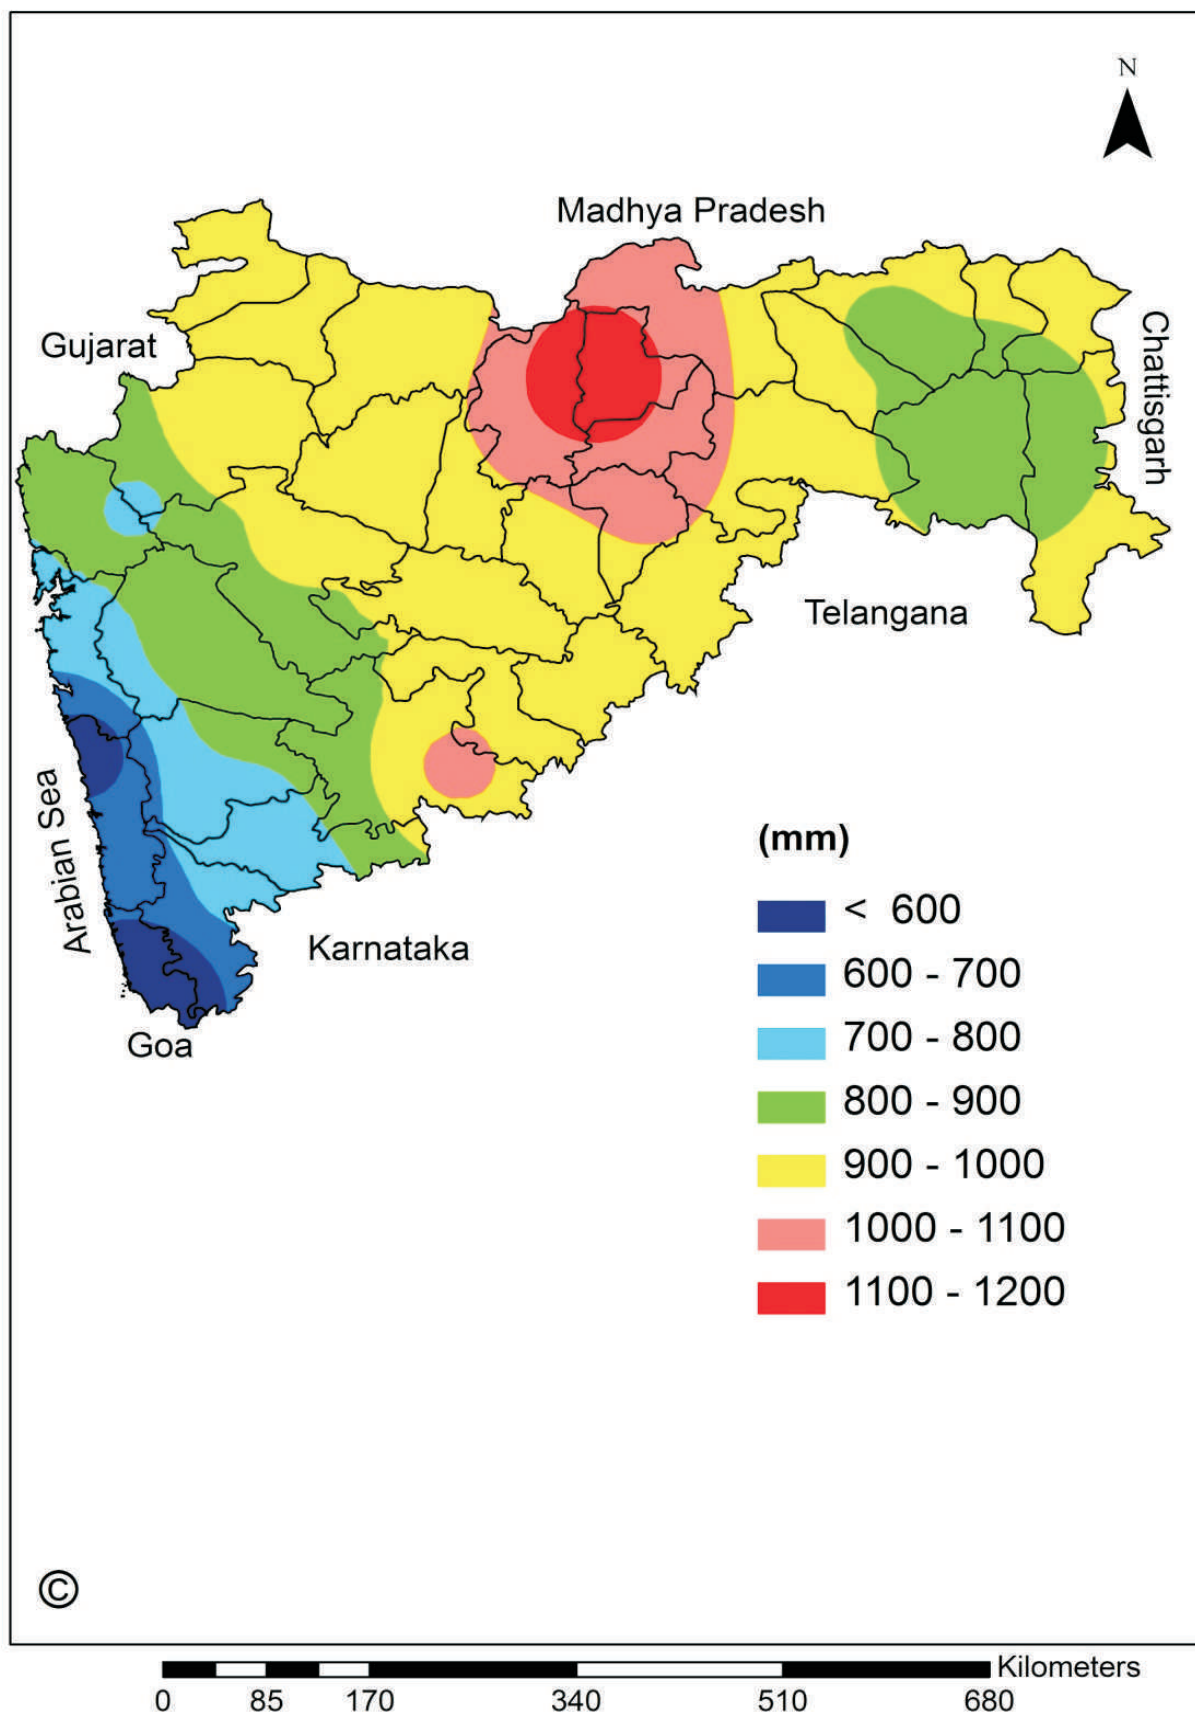 N
Madhya Pradesh
Gujarat
Chattisgarh
Telangana
Arabian Sea
Karnataka
Goa
(mm)
< 600
600 - 700
700 - 800
800 - 900
900 - 1000
1000 - 1100
1100 - 1200
©
Kilometers
0 85 170 340 510 680